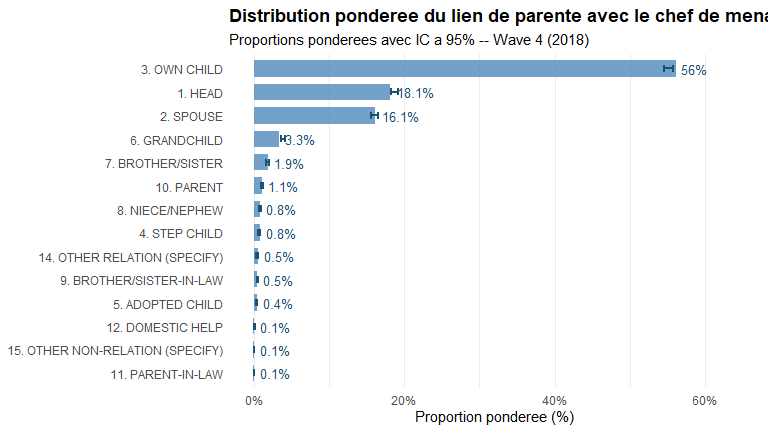 Distribution ponderee du lien de parente avec le chef de mena
Proportions ponderees avec IC a 95% -- Wave 4 (2018)
3. OWN CHILD 56%
1. HEAD 18.1%
2. SPOUSE 16.1%
6. GRANDCHILD 3.3%
7. BROTHER/SISTER 1.9%
10. PARENT 1.1%
8. NIECE/NEPHEW 0.8%
4. STEP CHILD 0.8%
14. OTHER RELATION (SPECIFY) 0.5%
9. BROTHER/SISTER-IN-LAW 0.5%
5. ADOPTED CHILD 0.4%
12. DOMESTIC HELP 0.1%
15. OTHER NON-RELATION (SPECIFY) 0.1%
11. PARENT-IN-LAW 0.1%
0% 20% 40% 60%
Proportion ponderee (%)